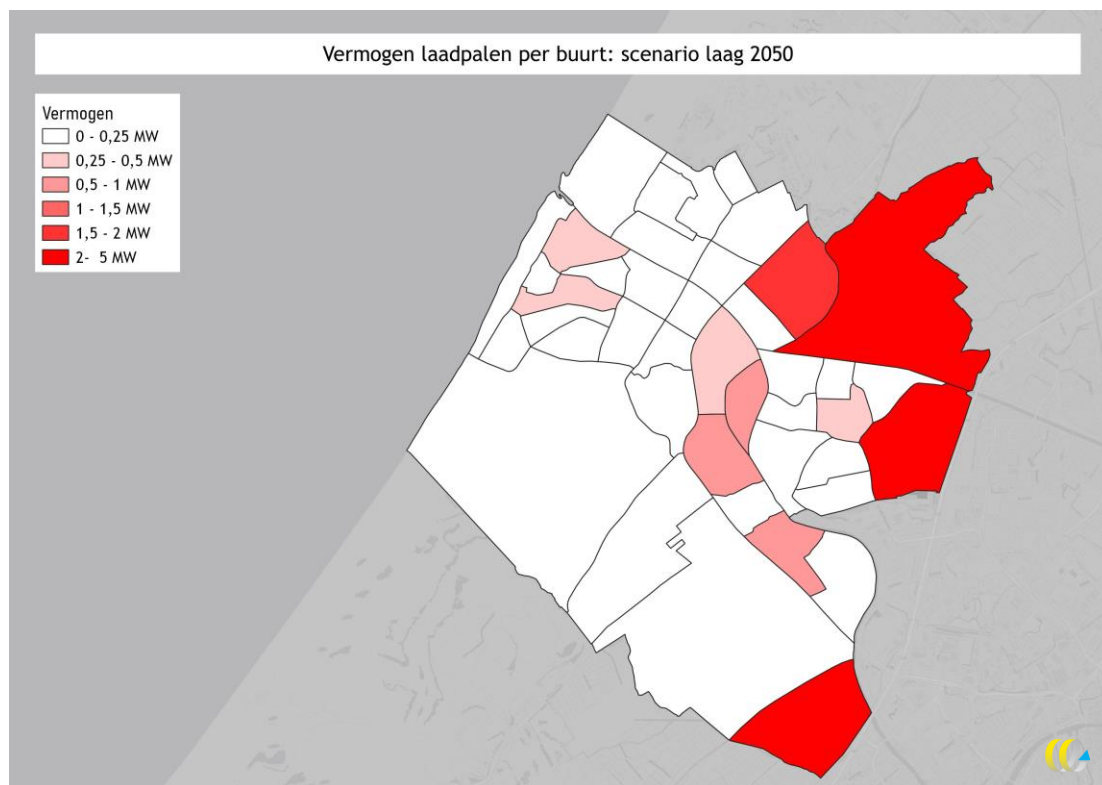 Vermogen laadpalen per buurt: scenario laag 2050
Vermogen
0 - 0,25 MW
0,25 - 0,5 MW
0,5 - 1 MW
1 - 1,5 MW
1,5 - 2 MW
2- 5 MW